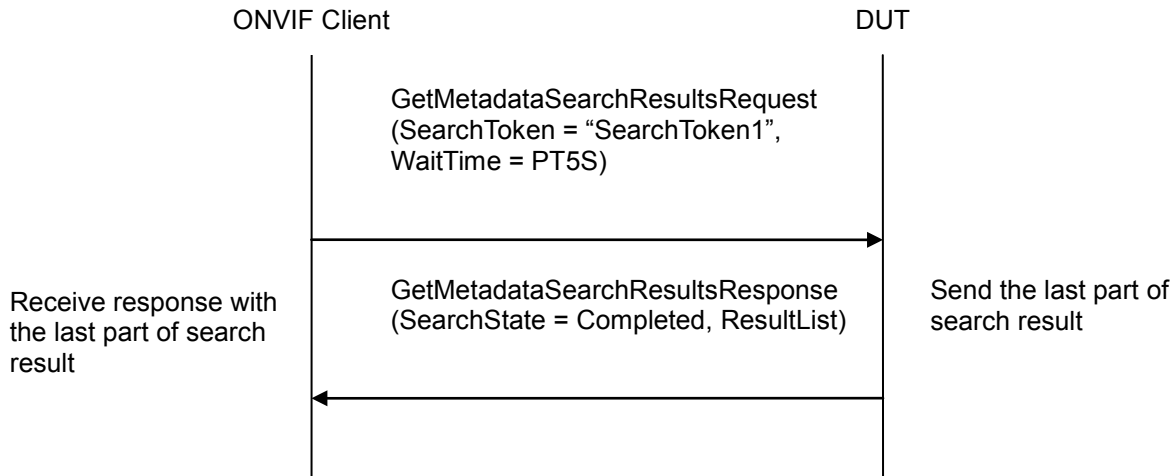 ONVIF Client
DUT
GetMetadataSearchResultsRequest
(SearchToken = “SearchToken1”,
WaitTime = PT5S)
Receive response with
the last part of search
result
GetMetadataSearchResultsResponse
(SearchState = Completed, ResultList)
Send the last part of
search result